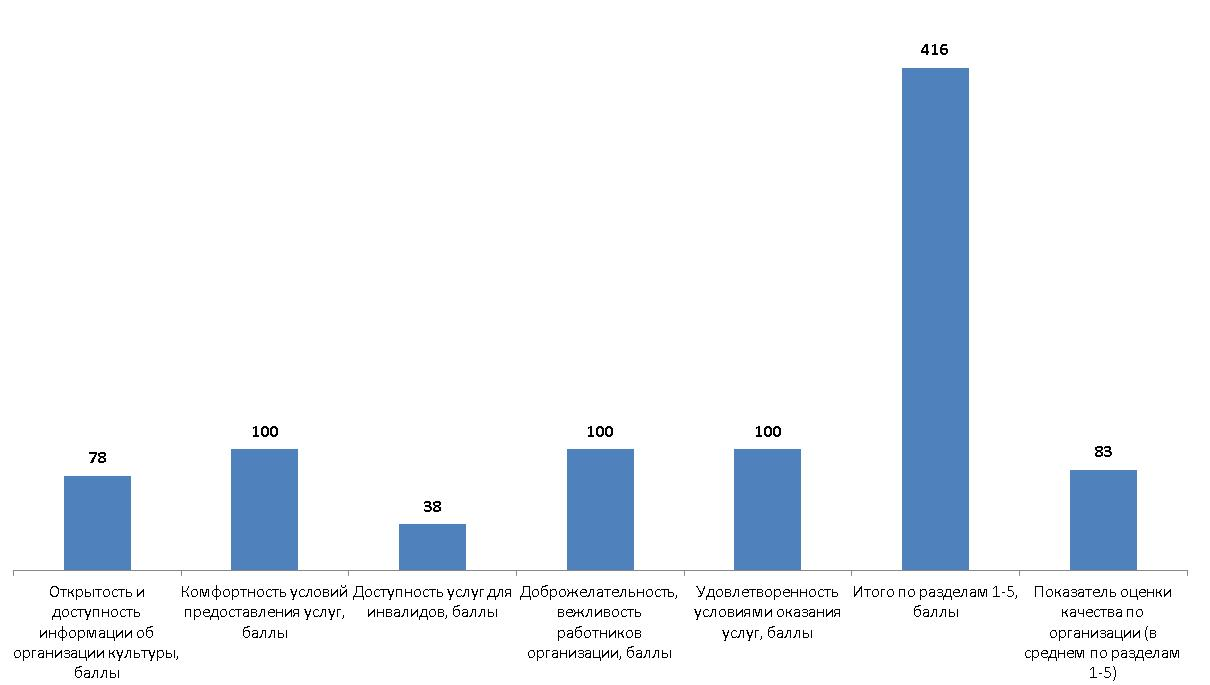 416
100
100
100
78
83
38
Открытость и
доступность
информации об
организации культуры,
баллы
Комфортность условий
предоставления услуг,
баллы
Доступность услуг для
инвалидов, баллы
Доброжелательность,
вежливость
работников
организации, баллы
Удовлетворенность
условиями оказания
услуг, баллы
Итого по разделам 1-5,
баллы
Показатель оценки
качества по
организации (в
среднем по разделам
1-5)